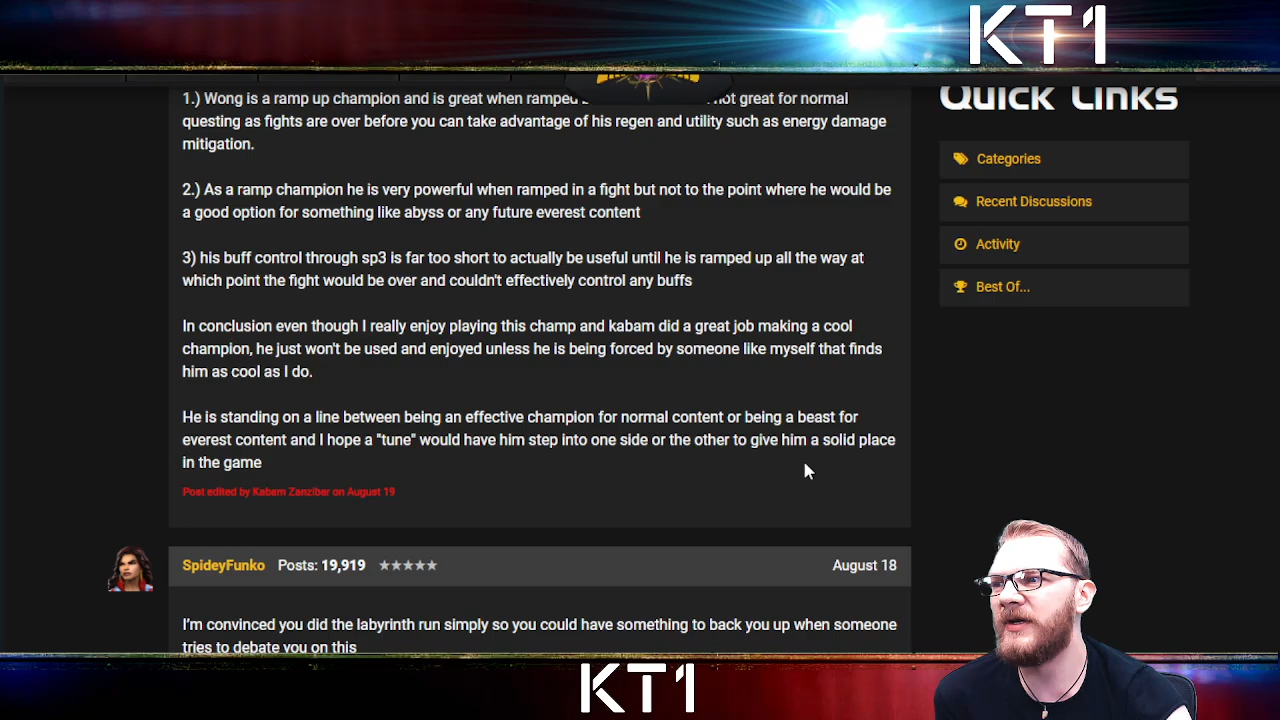 KT1
1.) Wong is a ramp up champion and is great when ramped not great for normal
questing as fights are over before you can take advantage of his regen and utility such as energy damage
mitigation.
2.) As a ramp champion he is very powerful when ramped in a fight but not to the point where he would be
a good option for something like abyss or any future everest content
3) his buff control through sp3 is far too short to actually be useful until he is ramped up all the way at
which point the fight would be over and couldn't effectively control any buffs
In conclusion even though I really enjoy playing this champ and kabam did a great job making a cool
champion, he just won't be used and enjoyed unless he is being forced by someone like myself that finds
him as cool as I do.
He is standing on a line between being an effective champion for normal content or being a beast for
everest content and I hope a "tune" would have him step into one side or the other to give him a solid place
in the game
Post edited by Kabam Zanzibar on August 19
SpideyFunko Posts: 19,919 ★★★★★ August 18
I'm convinced you did the labyrinth run simply so you could have something to back you up when someone
tries to debate you on this
Quick Links
Categories
Recent Discussions
Activity
Best Of...
KT1